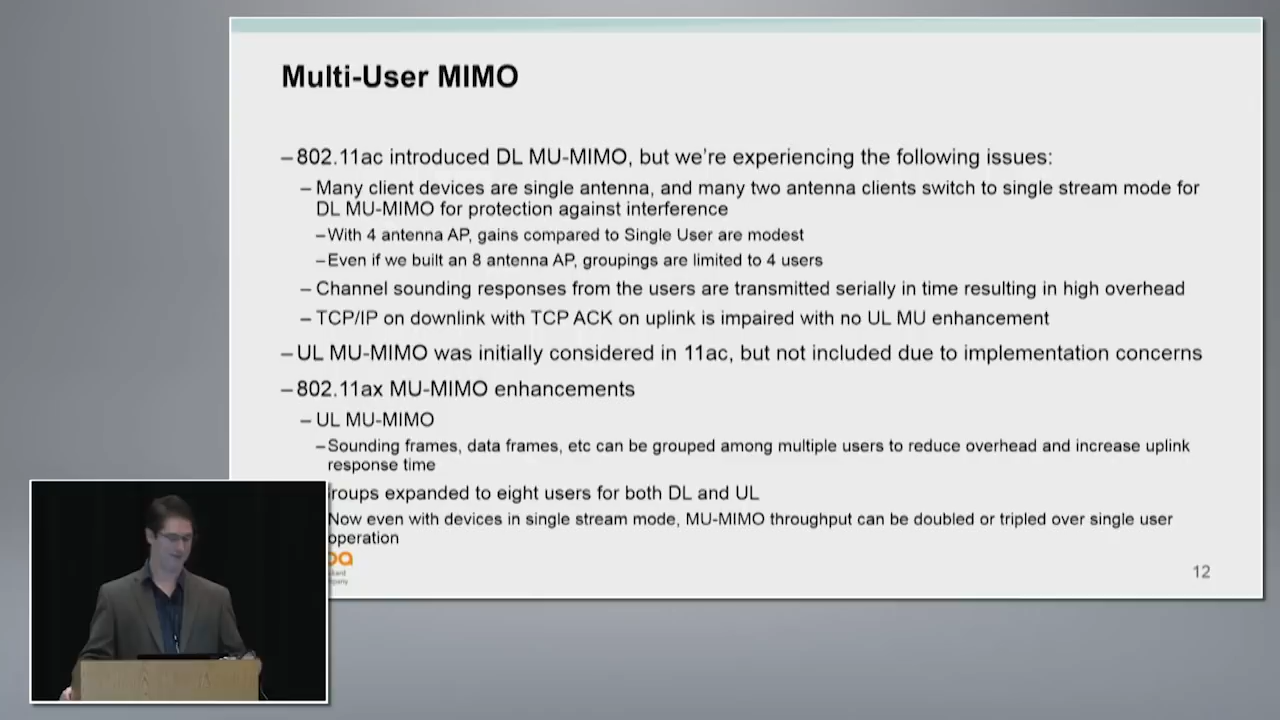 Multi-User MIMO
– 802.11ac introduced DL MU-MIMO, but we're experiencing the following issues:
– Many client devices are single antenna, and many two antenna clients switch to single stream mode for
DL MU-MIMO for protection against interference
– With 4 antenna AP, gains compared to Single User are modest
– Even if we built an 8 antenna AP, groupings are limited to 4 users
– Channel sounding responses from the users are transmitted serially in time resulting in high overhead
– TCP/IP on downlink with TCP ACK on uplink is impaired with no UL MU enhancement
– UL MU-MIMO was initially considered in 11ac, but not included due to implementation concerns
– 802.11ax MU-MIMO enhancements
– UL MU-MIMO
– Sounding frames, data frames, etc can be grouped among multiple users to reduce overhead and increase uplink
response time
roups expanded to eight users for both DL and UL
Now even with devices in single stream mode, MU-MIMO throughput can be doubled or tripled over single user
operation
ba
12